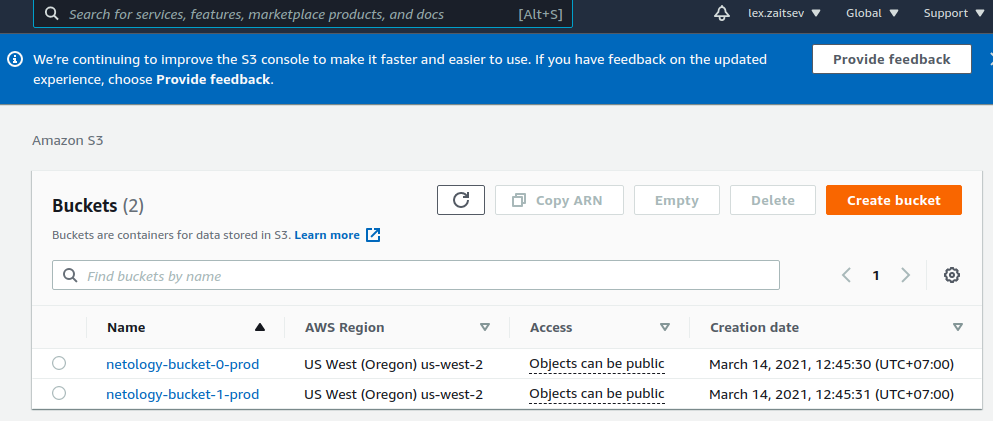 Search for services, features, marketplace products, and docs [Alt+S] lex.zaitsev Global Support
We're continuing to improve the S3 console to make it faster and easier to use. If you have feedback on the updated
experience, choose Provide feedback.
Provide feedback
Amazon S3
Buckets (2)
Copy ARN Empty Delete Create bucket
Buckets are containers for data stored in S3. Learn more
Find buckets by name
1
Name AWS Region Access Creation date
netology-bucket-0-prod US West (Oregon) us-west-2 Objects can be public March 14, 2021, 12:45:30 (UTC+07:00)
netology-bucket-1-prod US West (Oregon) us-west-2 Objects can be public March 14, 2021, 12:45:31 (UTC+07:00)